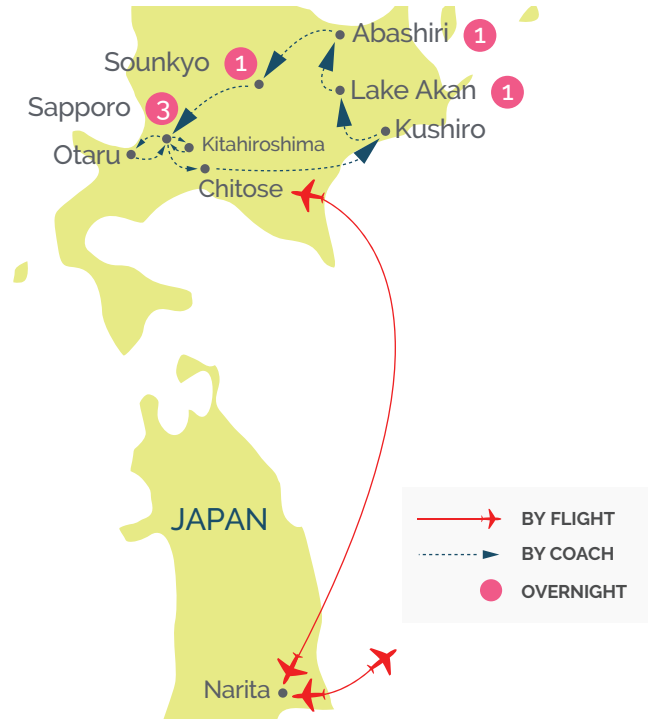 Abashiri 1
Sounkyo 1
Lake Akan 1
Sapporo 3
Kushiro
Kitahiroshima
Otaru
Chitose
JAPAN
BY FLIGHT
BY COACH
OVERNIGHT
Narita